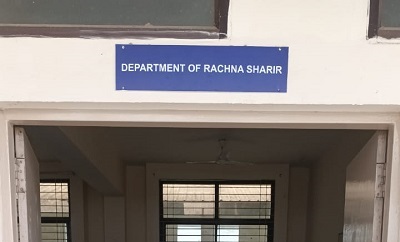 DEPARTMENT OF RACHNA SHARIR